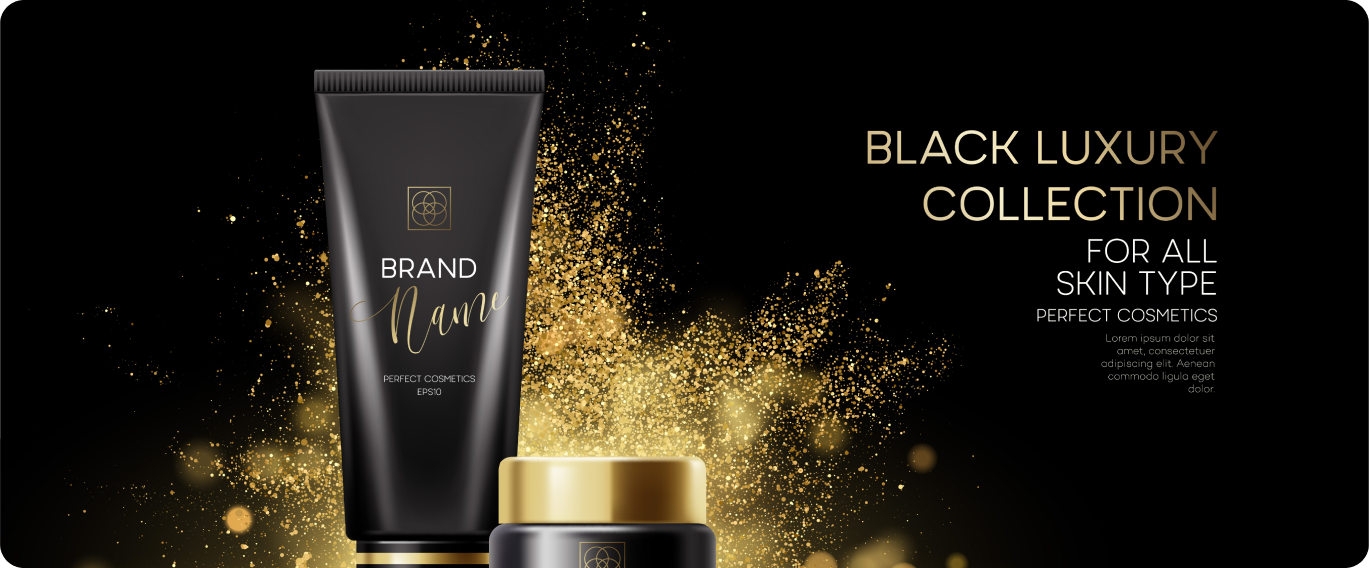 BRAND
Name
PERFECT COSMETICS
EPS10
BLACK LUXURY
COLLECTION
FOR ALL
SKIN TYPE
PERFECT COSMETICS
Lorem ipsum dolor sit
amet, consectetuer
adipiscing elit. Aenean
commodo ligula eget
dolor.